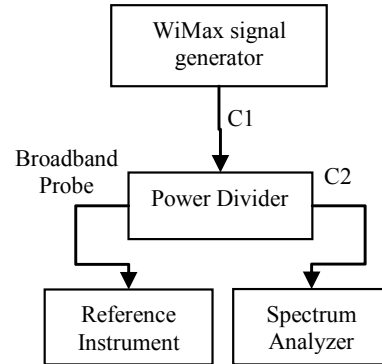 WiMax signal
generator
C1
Broadband
Probe
C2
Power Divider
Reference
Instrument
Spectrum
Analyzer